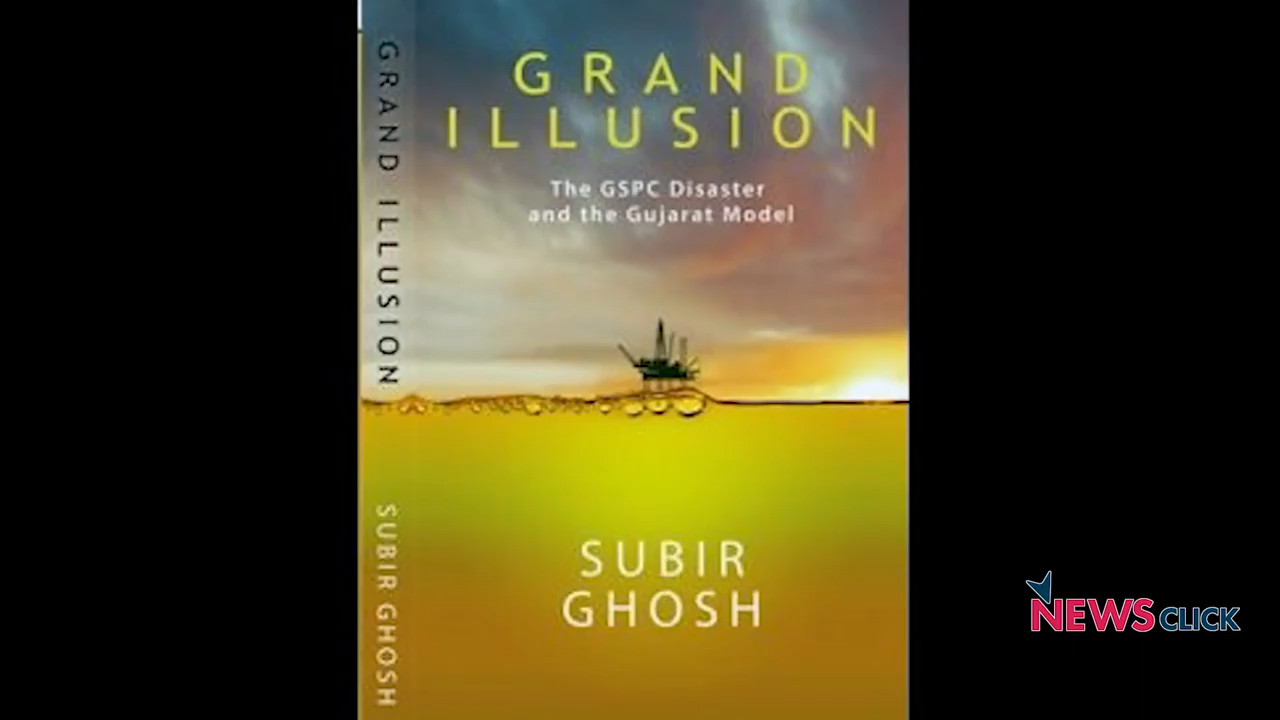 GRAND ILLUSION
SUBIR GHOSH
GRAND
ILLUSION
The GSPC Disaster
and the Gujarat Model
SUBIR
GHOSH
NEWSCLICK